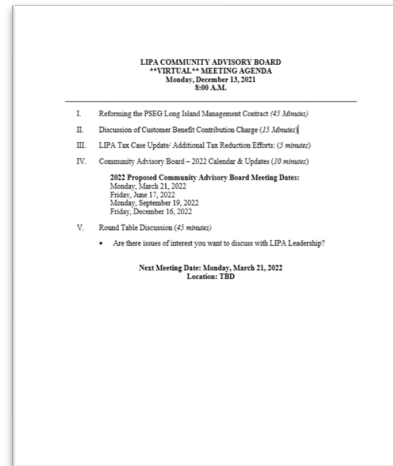 LIPA COMMUNITY ADVISORY BOARD
**VIRTUAL** MEETING AGENDA
Monday, December 13, 2021
8:00 A.M.
I. Reforming the PSEG Long Island Management Contract (45 Minutes)
II. Discussion of Customer Benefit Contribution Charge (15 Minutes)
III. LIPA Tax Case Update/ Additional Tax Reduction Efforts: (5 minutes)
IV. Community Advisory Board – 2022 Calendar & Updates (10 minutes)
2022 Proposed Community Advisory Board Meeting Dates:
Monday, March 21, 2022
Friday, June 17, 2022
Monday, September 19, 2022
Friday, December 16, 2022
V. Round Table Discussion (45 minutes)
• Are there issues of interest you want to discuss with LIPA Leadership?
Next Meeting Date: Monday, March 21, 2022
Location: TBD